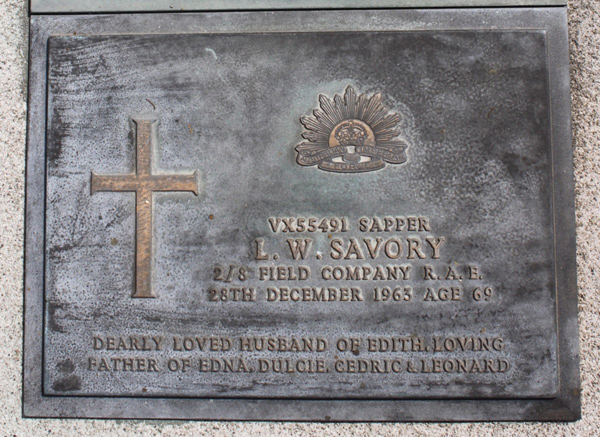 VX55491 SAPPER
L. W. SAVORY
2/8 FIELD COMPANY R.A.E.
28TH DECEMBER 1963 AGE 69
DEARLY LOVED HUSBAND OF EDITH. LOVING
FATHER OF EDNA, DULCIE, CEDRIC & LEONARD